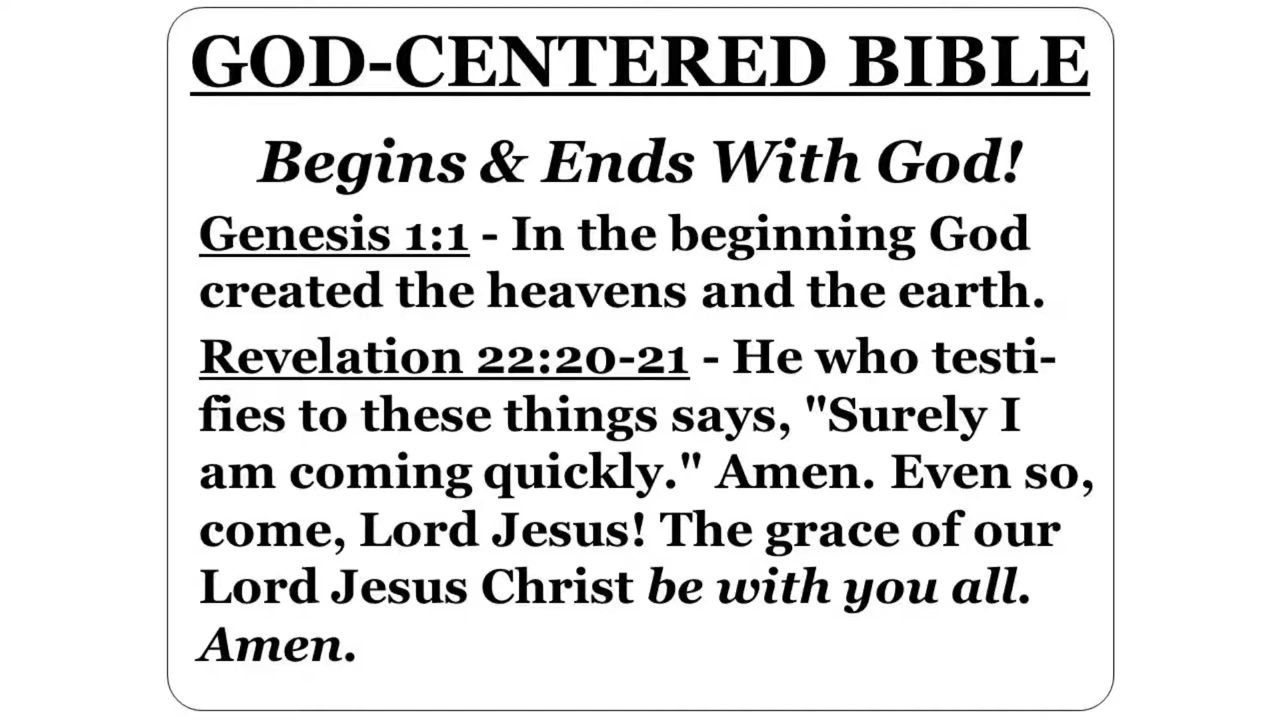 GOD-CENTERED BIBLE
Begins & Ends With God!
Genesis 1:1 - In the beginning God
created the heavens and the earth.
Revelation 22:20-21 - He who testi-
fies to these things says, "Surely I
am coming quickly." Amen. Even so,
come, Lord Jesus! The grace of our
Lord Jesus Christ be with you all.
Amen.